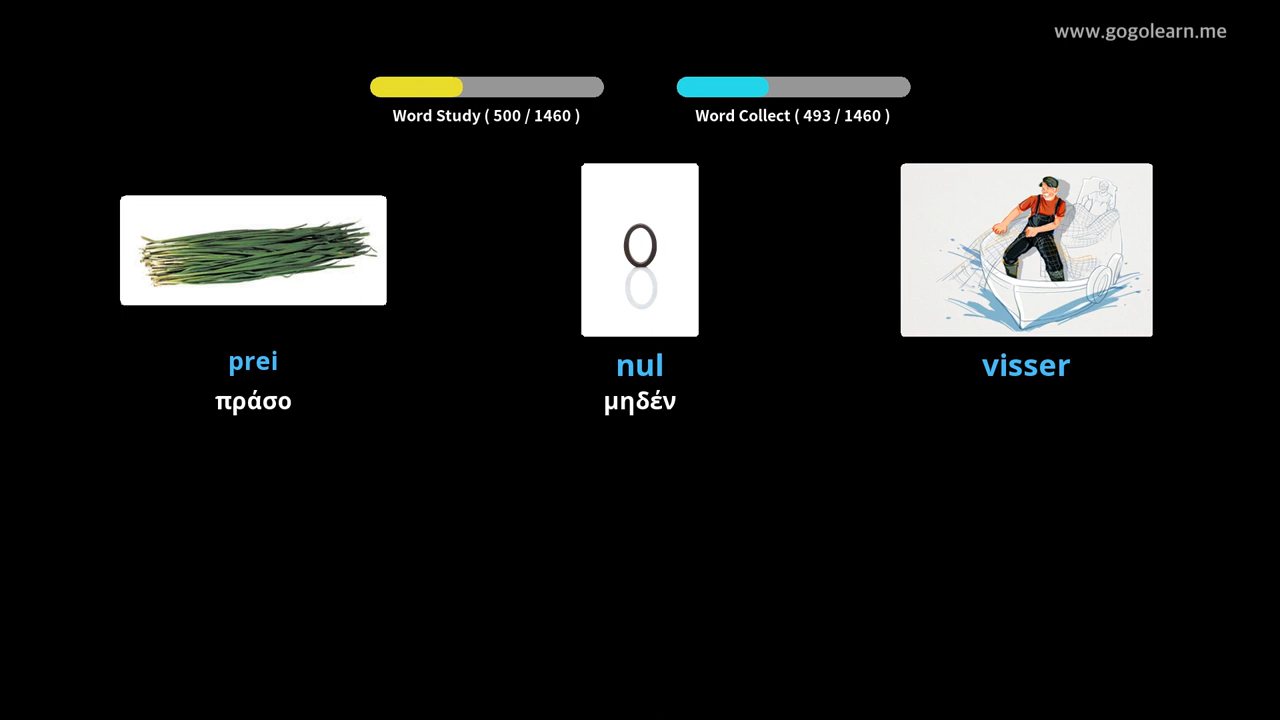 www.gogolearn.me
Word Study ( 500 / 1460 )
Word Collect ( 493 / 1460 )
prei
πράσο
nul
μηδέν
visser